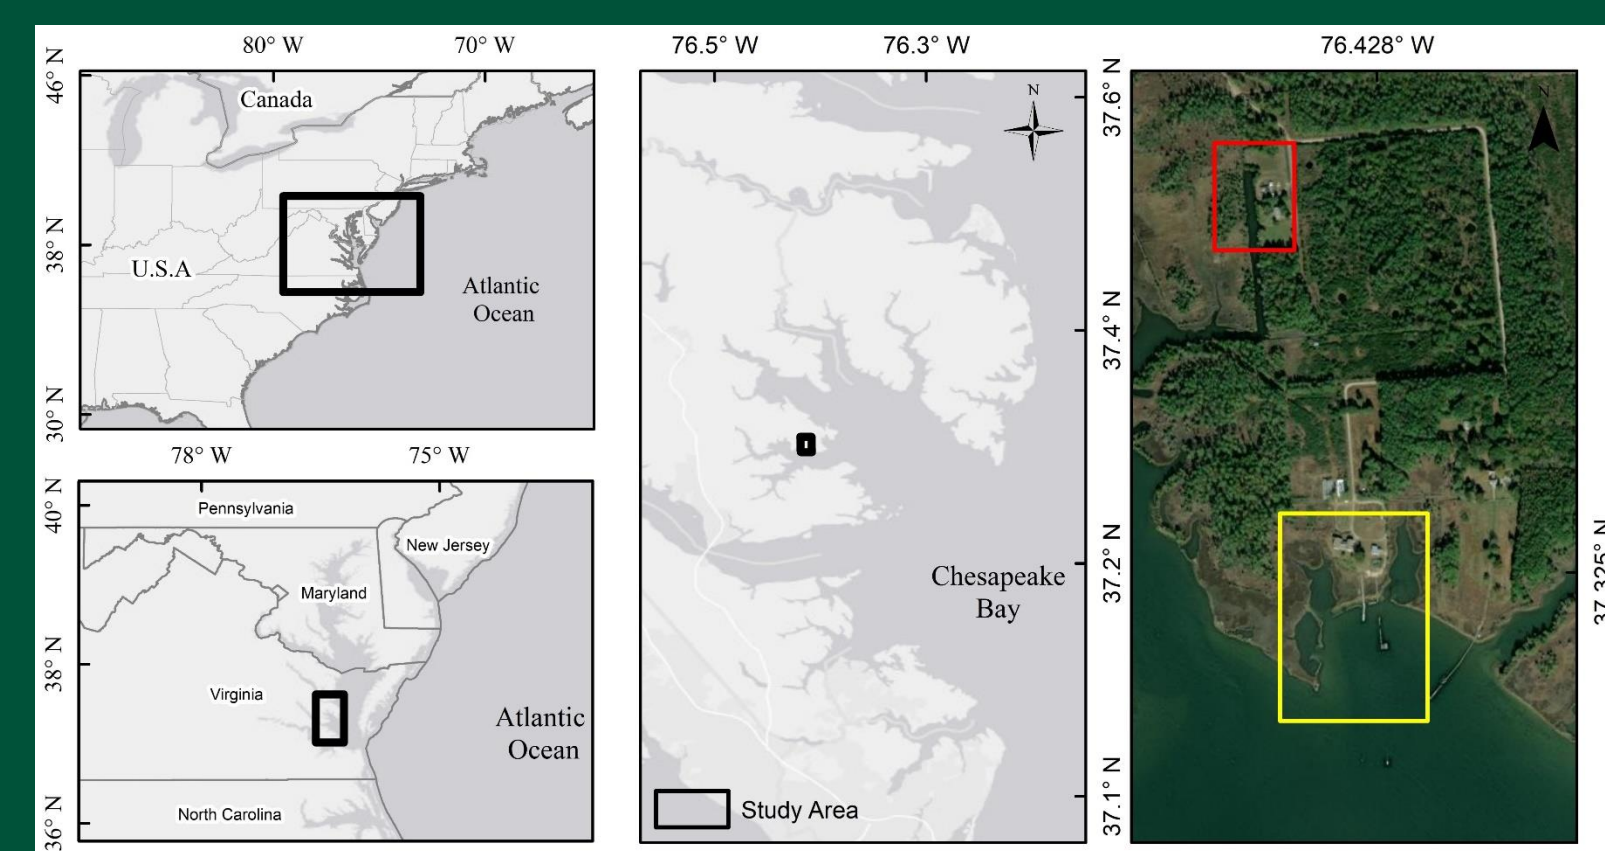 80° W
70° W
46° N
38° N
30° N
Canada
U.S.A
Atlantic
Ocean
78° W
75° W
40° N
38° N
36° N
Pennsylvania
New Jersey
Maryland
Virginia
Atlantic
Ocean
North Carolina
76.5° W
76.3° W
N
Chesapeake
Bay
Study Area
37.6° N
37.4° N
37.2° N
37.1° N
76.428° W
N
37.325° N